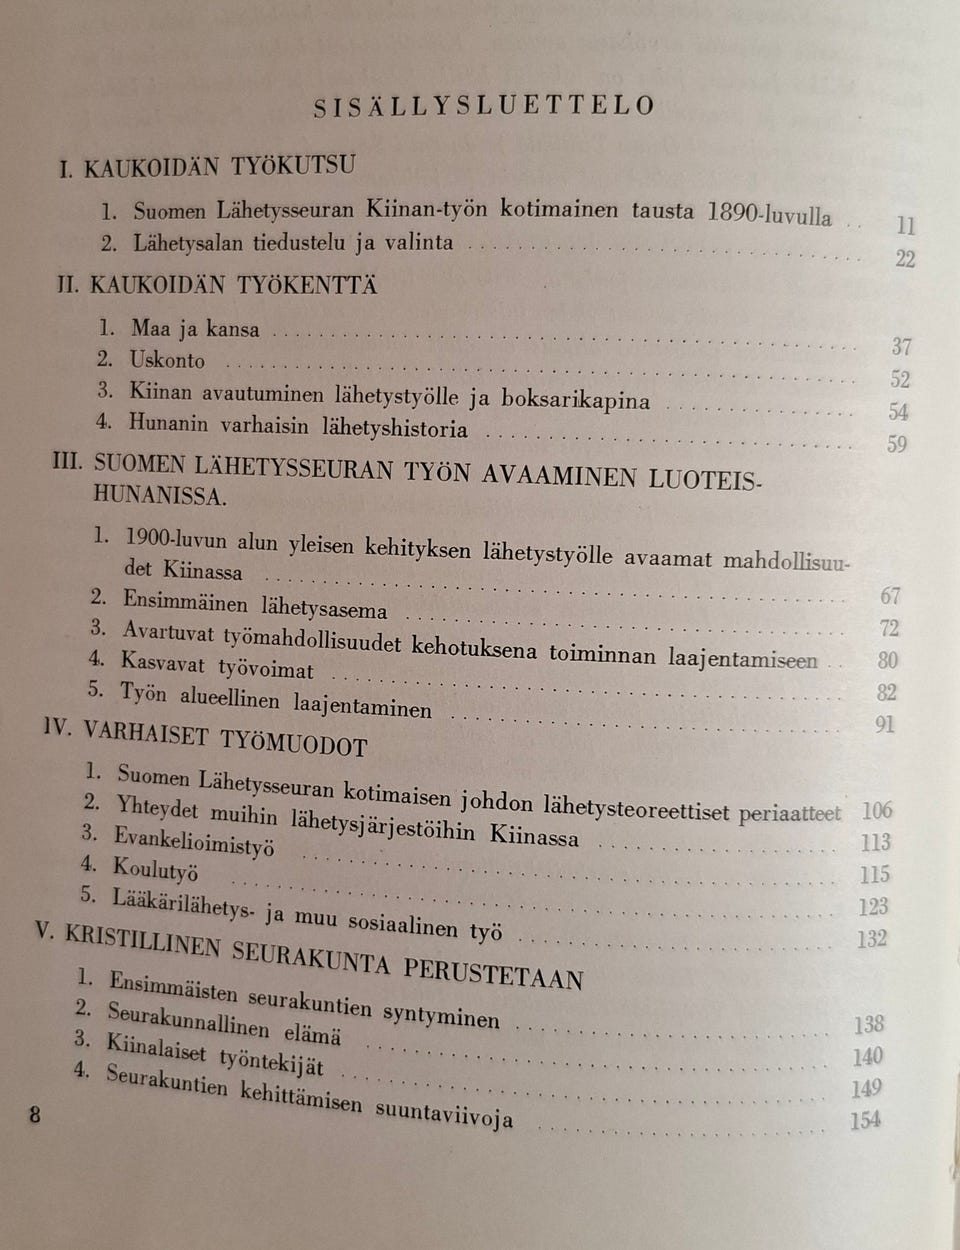 SISÄLLYSLUETTELO
I. KAUKOIDÄN TYÖKUTSU
1. Suomen Lähetysseuran Kiinan-työn kotimainen tausta 1890-luvulla .. 11
2. Lähetysalan tiedustelu ja valinta ........ 22
II. KAUKOIDÄN TYÖKENTTÄ
1. Maa ja kansa ........ 37
2. Uskonto ........ 52
3. Kiinan avautuminen lähetystyölle ja boksarikapina ........ 54
4. Hunanin varhaisin lähetyshistoria ........ 59
III. SUOMEN LÄHETYSSEURAN TYÖN AVAAMINEN LUOTEIS-
HUNANISSA.
1. 1900-luvun alun yleisen kehityksen lähetystyölle avaamat mahdollisuu-
det Kiinassa ........ 67
2. Ensimmäinen lähetysasema ........ 72
3. Avartuvat työmahdollisuudet kehotuksena toiminnan laajentamiseen .. 80
4. Kasvavat työvoimat ........ 82
5. Työn alueellinen laajentaminen ........ 91
IV. VARHAISET TYÖMUODOT
1. Suomen Lähetysseuran kotimaisen johdon lähetysteoreettiset periaatteet 106
2. Yhteydet muihin lähetysjärjestöihin Kiinassa ........ 113
3. Evankelioimistyö ........ 115
4. Koulutyö ........ 123
5. Lääkärilähetys- ja muu sosiaalinen työ ........ 132
V. KRISTILLINEN SEURAKUNTA PERUSTETAAN
1. Ensimmäisten seurakuntien syntyminen ........ 138
2. Seurakunnallinen elämä ........ 140
3. Kiinalaiset työntekijät ........ 149
4. Seurakuntien kehittämisen suuntaviivoja ........ 154
8